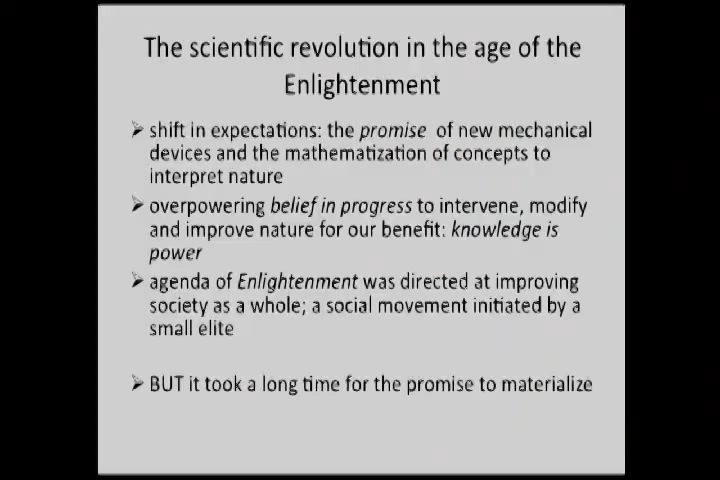 The scientific revolution in the age of the
Enlightenment
➢ shift in expectations: the promise of new mechanical
devices and the mathematization of concepts to
interpret nature
➢ overpowering belief in progress to intervene, modify
and improve nature for our benefit: knowledge is
power
➢ agenda of Enlightenment was directed at improving
society as a whole; a social movement initiated by a
small elite
➢ BUT it took a long time for the promise to materialize